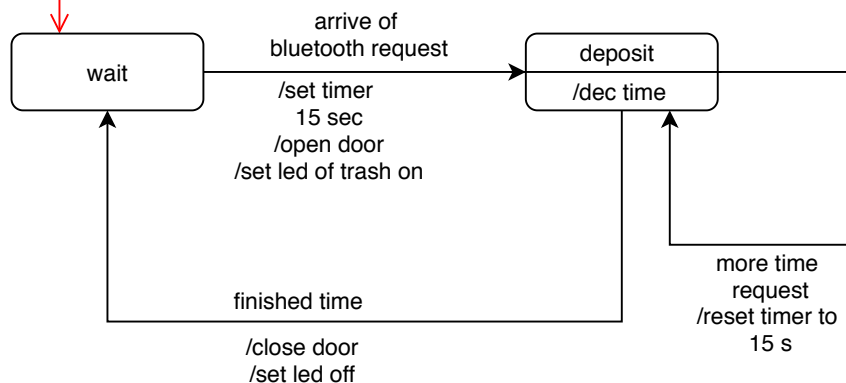 arrive of
bluetooth request
wait
deposit
/dec time
/set timer
15 sec
/open door
/set led of trash on
more time
request
/reset timer to
15 s
finished time
/close door
/set led off